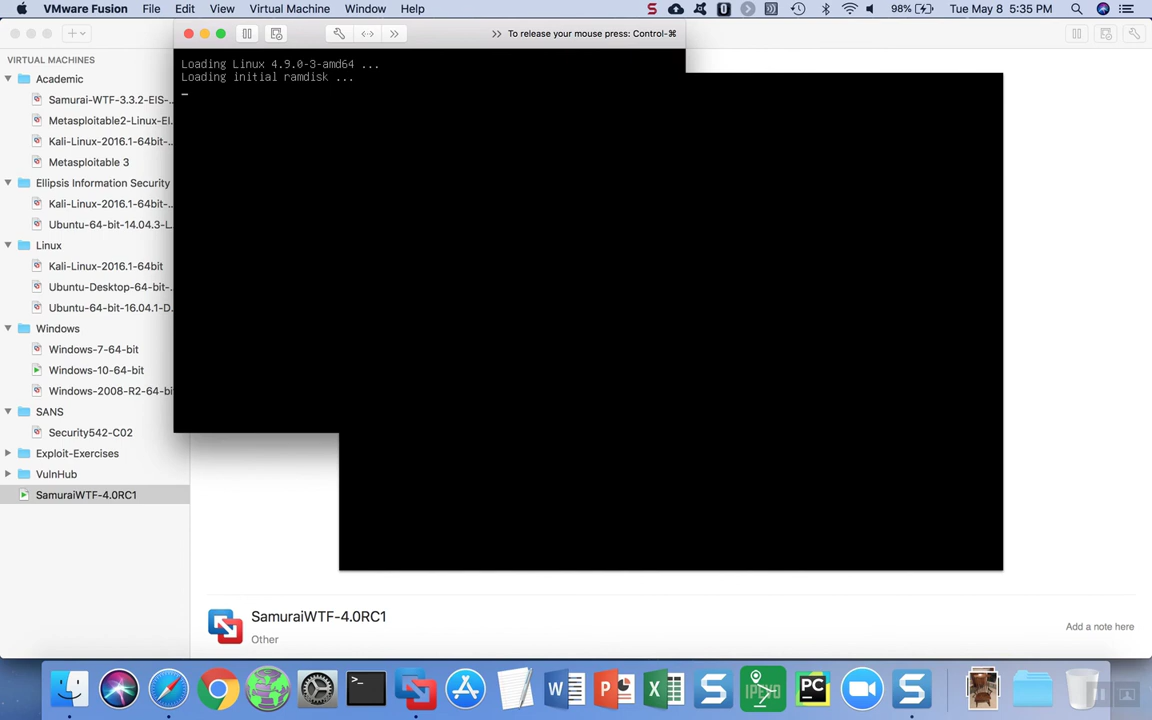 VMware Fusion File Edit View Virtual Machine Window Help
98% Tue May 8 5:35 PM
To release your mouse press: Control-⌘
Loading Linux 4.9.0-3-amd64 ...
Loading initial ramdisk ...
VIRTUAL MACHINES
Academic
Samurai-WTF-3.3.2-EIS-..
Metasploitable2-Linux-EI.
Kali-Linux-2016.1-64bit-..
Metasploitable 3
Ellipsis Information Security
Kali-Linux-2016.1-64bit-..
Ubuntu-64-bit-14.04.3-L.
Linux
Kali-Linux-2016.1-64bit
Ubuntu-Desktop-64-bit-.
Ubuntu-64-bit-16.04.1-D.
Windows
Windows-7-64-bit
Windows-10-64-bit
Windows-2008-R2-64-bi
SANS
Security542-C02
Exploit-Exercises
VulnHub
SamuraiWTF-4.0RC1
SamuraiWTF-4.0RC1
Other
Add a note here